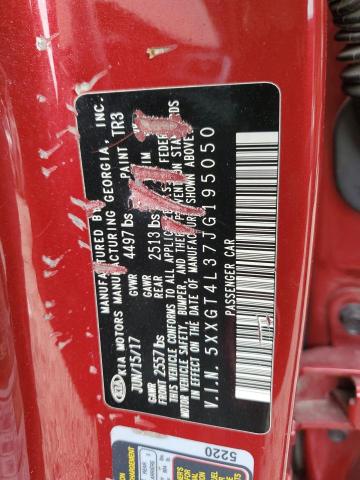 MANUFACTURED BY
KIA MOTORS MANUFACTURING GEORGIA, INC.
JUN/15/17 4497 lbs PAINT TR3
GVWR GAWR IM
FRONT 2557 lbs REAR 2513 lbs
THIS VEHICLE CONFORMS TO ALL APPLICABLE FEDERAL
MOTOR VEHICLE SAFETY, BUMPER, AND THEFT PREVENTION STANDARDS
IN EFFECT ON THE DATE OF MANUFACTURE SHOWN ABOVE.
V.I.N. 5XXGT4L37JG195050
PASSENGER CAR
5220